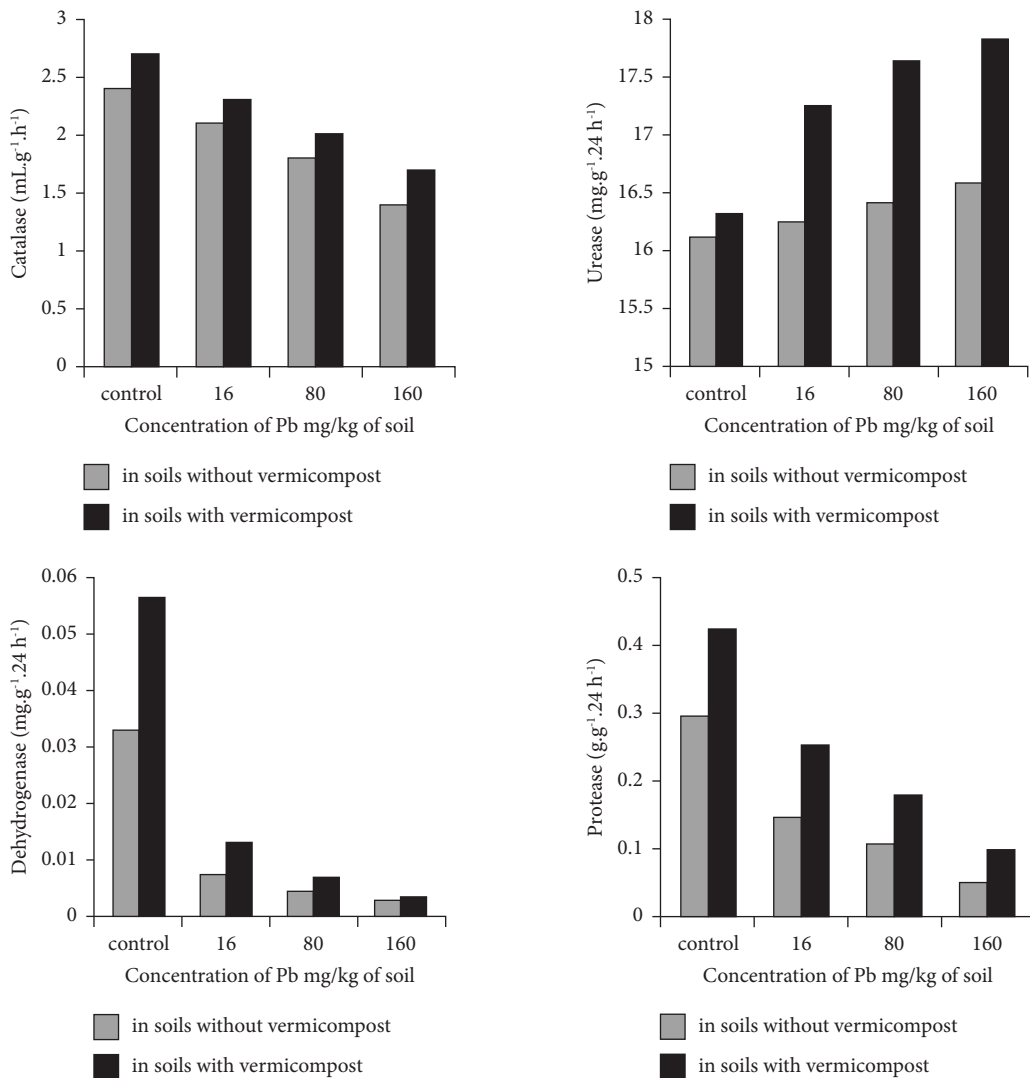 Catalase (mL.g⁻¹.h⁻¹)
3
2.5
2
1.5
1
0.5
0
control 16 80 160
Concentration of Pb mg/kg of soil
in soils without vermicompost
in soils with vermicompost
Urease (mg.g⁻¹.24 h⁻¹)
18
17.5
17
16.5
16
15.5
15
control 16 80 160
Concentration of Pb mg/kg of soil
in soils without vermicompost
in soils with vermicompost
Dehydrogenase (mg.g⁻¹.24 h⁻¹)
0.06
0.05
0.04
0.03
0.02
0.01
0
control 16 80 160
Concentration of Pb mg/kg of soil
in soils without vermicompost
in soils with vermicompost
Protease (g.g⁻¹.24 h⁻¹)
0.5
0.4
0.3
0.2
0.1
0
control 16 80 160
Concentration of Pb mg/kg of soil
in soils without vermicompost
in soils with vermicompost